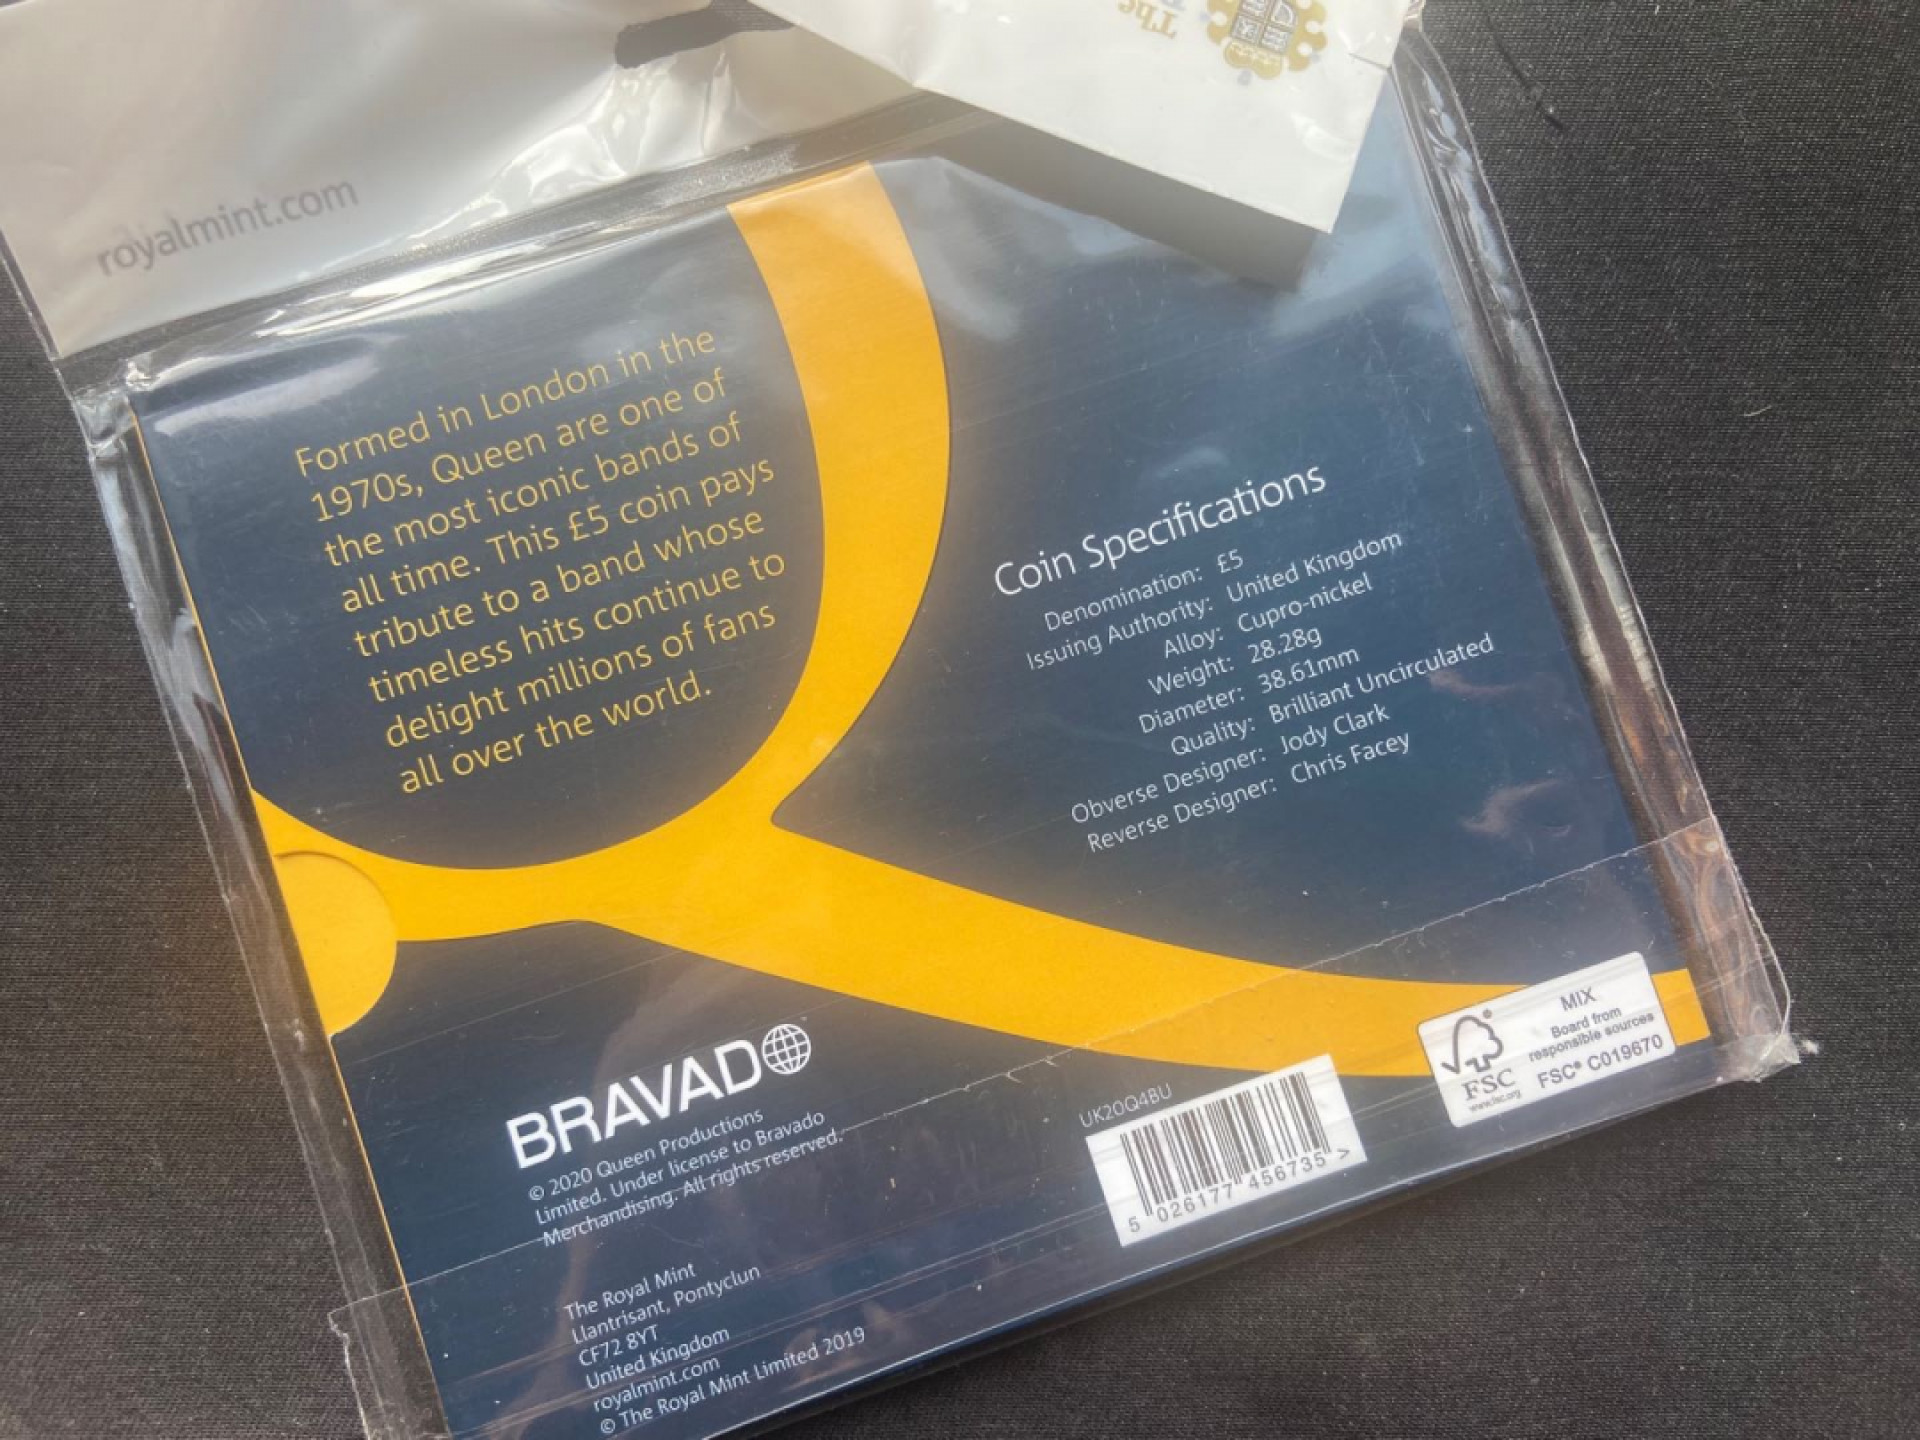 The
royalmint.com
Formed in London in the
1970s, Queen are one of
the most iconic bands of
all time. This £5 coin pays
tribute to a band whose
timeless hits continue to
delight millions of fans
all over the world.
Coin Specifications
Denomination: £5
Issuing Authority: United Kingdom
Alloy: Cupro-nickel
Weight: 28.28g
Diameter: 38.61mm
Quality: Brilliant Uncirculated
Obverse Designer: Jody Clark
Reverse Designer: Chris Facey
BRAVADO
© 2020 Queen Productions
Limited. Under license to Bravado
Merchandising. All rights reserved.
The Royal Mint
Llantrisant, Pontyclun
CF72 8YT
United Kingdom
royalmint.com
© The Royal Mint Limited 2019
UK20Q4BU
5 026177 456735 >
FSC
www.fsc.org
MIX
Board from
responsible sources
FSC® C019670